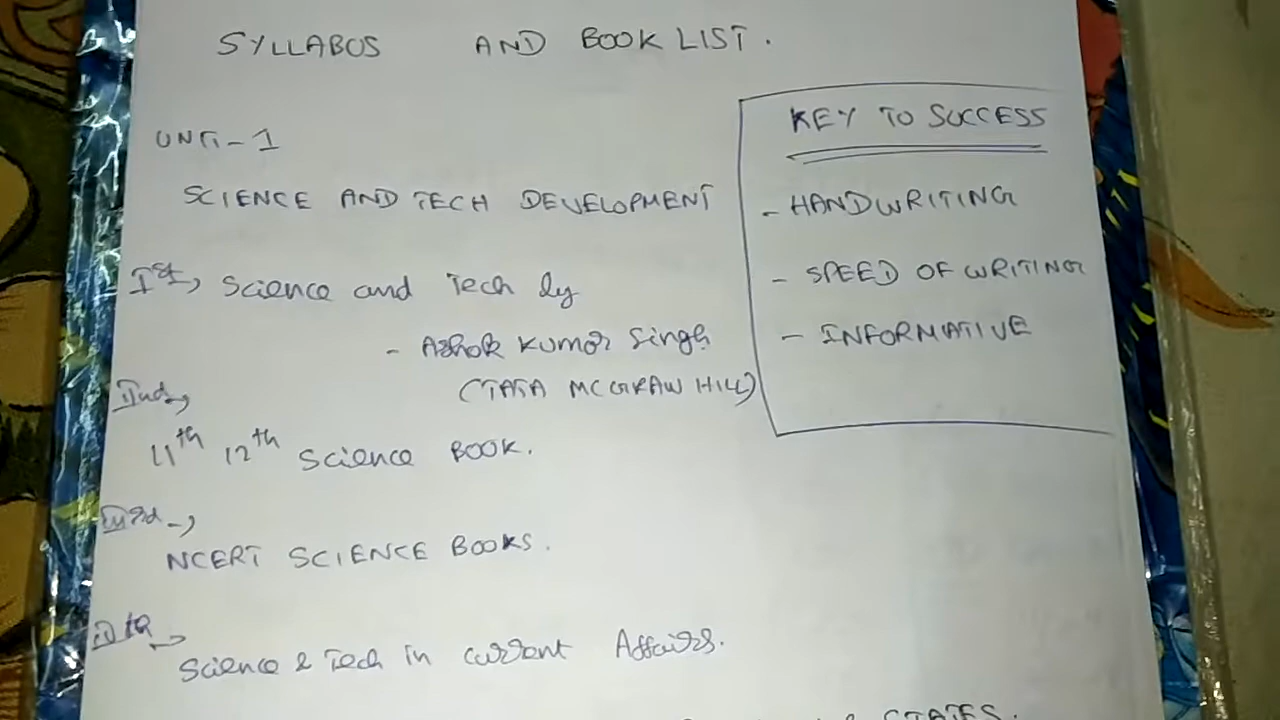 SYLLABUS AND BOOK LIST.
UNIT-1
SCIENCE AND TECH DEVELOPMENT
Ist, Science and Tech by
- Ashok Kumar Singh
(TATA MCGRAW HILL)
IInd,
11th 12th Science BOOK.
IIIrd -,
NCERT SCIENCE BOOKS.
Science & Tech in current Affairs.
STATES.
KEY TO SUCCESS
- HANDWRITING
- SPEED OF WRITING
- INFORMATIVE